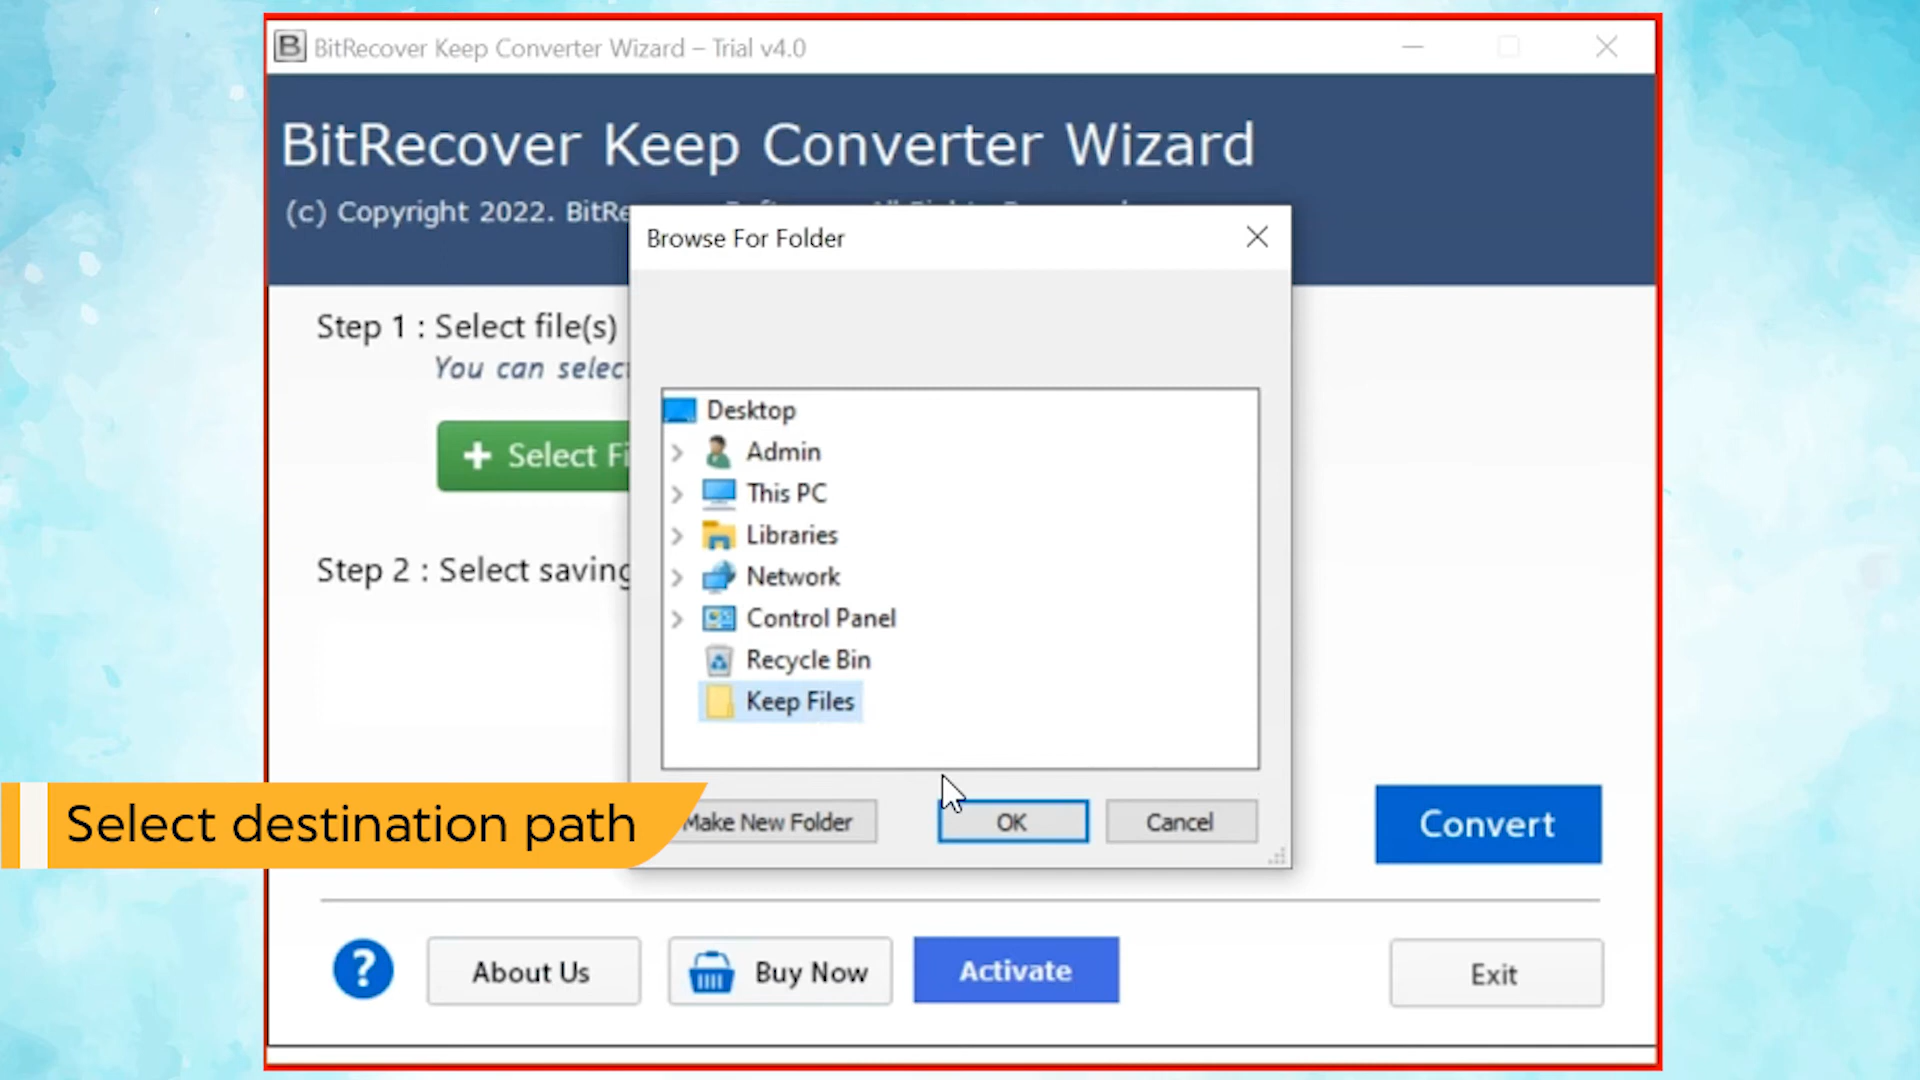 B BitRecover Keep Converter Wizard – Trial v4.0
BitRecover Keep Converter Wizard
(c) Copyright 2022. BitRe
Browse For Folder
Step 1 : Select file(s)
You can select
Desktop
Admin
+ Select Fi
This PC
Libraries
Step 2 : Select saving
Network
Control Panel
Recycle Bin
Keep Files
Select destination path
Make New Folder
OK
Cancel
Convert
?
About Us
Buy Now
Activate
Exit